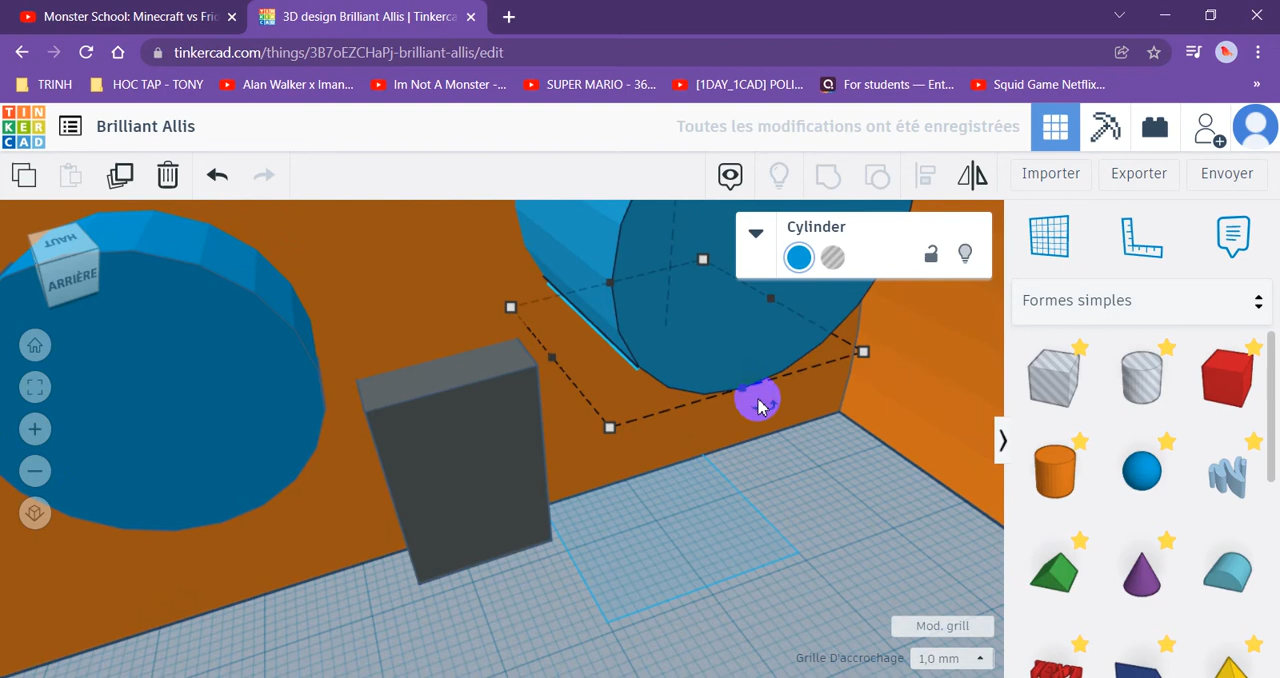 Monster School: Minecraft vs Fric
3D design Brilliant Allis | Tinkerca
tinkercad.com/things/3B7oEZCHaPj-brilliant-allis/edit
TRINH
HOC TAP - TONY
Alan Walker x Iman...
Im Not A Monster -...
SUPER MARIO - 36...
[1DAY_1CAD] POLI...
For students — Ent...
Squid Game Netflix...
»
TIN
KER
CAD
Brilliant Allis
Toutes les modifications ont été enregistrées
Importer
Exporter
Envoyer
HAUT
ARRIÈRE
Cylinder
Formes simples
Mod. grill
Grille D'accrochage
1,0 mm